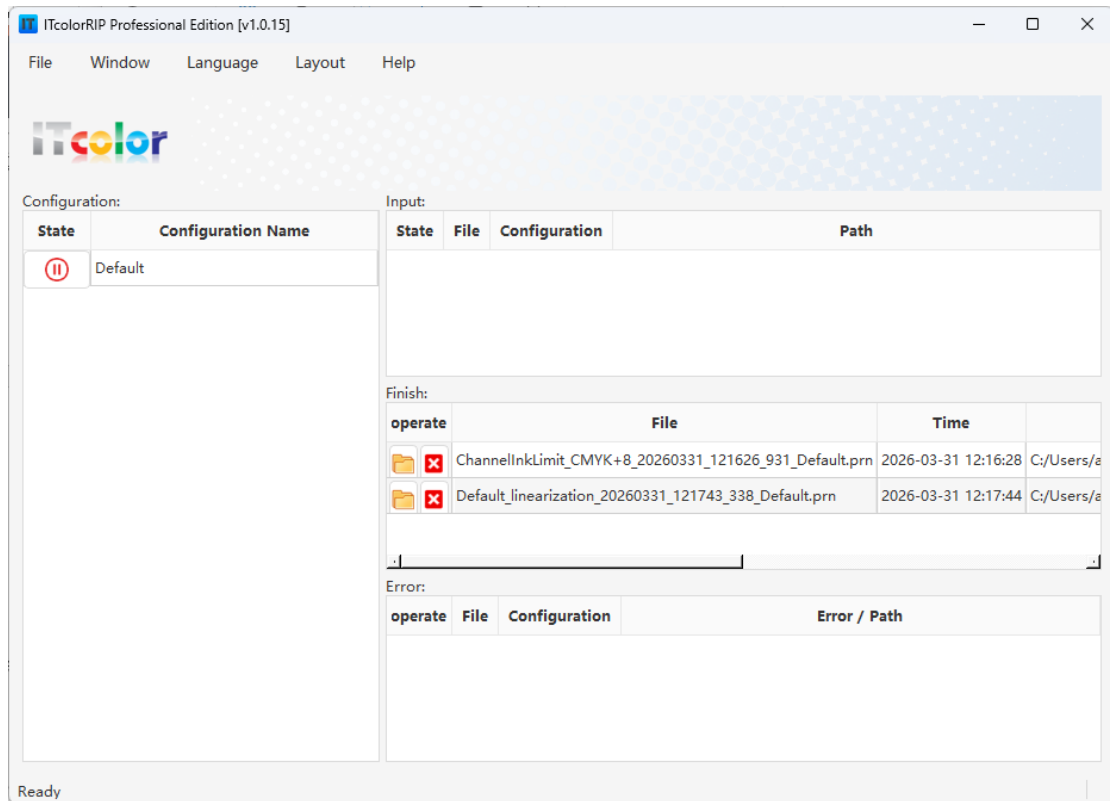 IT ITcolorRIP Professional Edition [v1.0.15]
File Window Language Layout Help
ITcolor
Configuration:
State Configuration Name
Default
Input:
State File Configuration Path
Finish:
operate File Time
ChannelInkLimit_CMYK+8_20260331_121626_931_Default.prn 2026-03-31 12:16:28 C:/Users/a
Default_linearization_20260331_121743_338_Default.prn 2026-03-31 12:17:44 C:/Users/a
Error:
operate File Configuration Error / Path
Ready